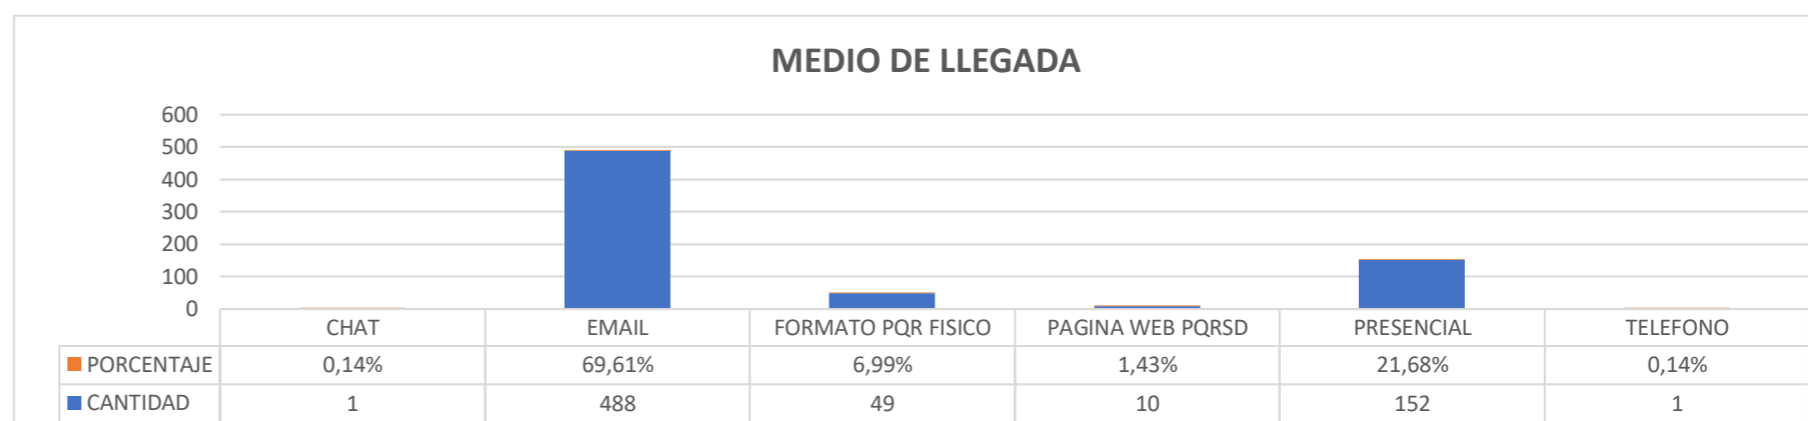 MEDIO DE LLEGADA
600
500
400
300
200
100
0
CHAT EMAIL FORMATO PQR FISICO PAGINA WEB PQRSD PRESENCIAL TELEFONO
PORCENTAJE 0,14% 69,61% 6,99% 1,43% 21,68% 0,14%
CANTIDAD 1 488 49 10 152 1